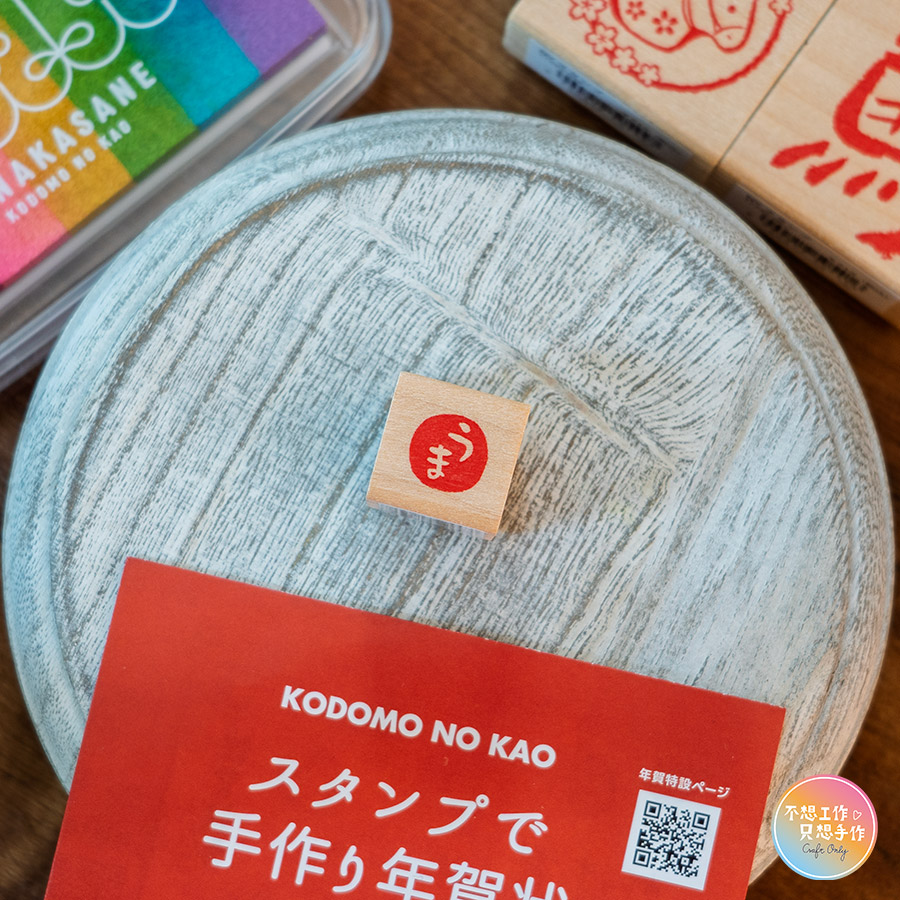 NAKASANE
KODOMO NO KAO
うま
KODOMO NO KAO
スタンプで
手作り年賀状
年賀特設ページ
不想工作
只想手作
Craft Only